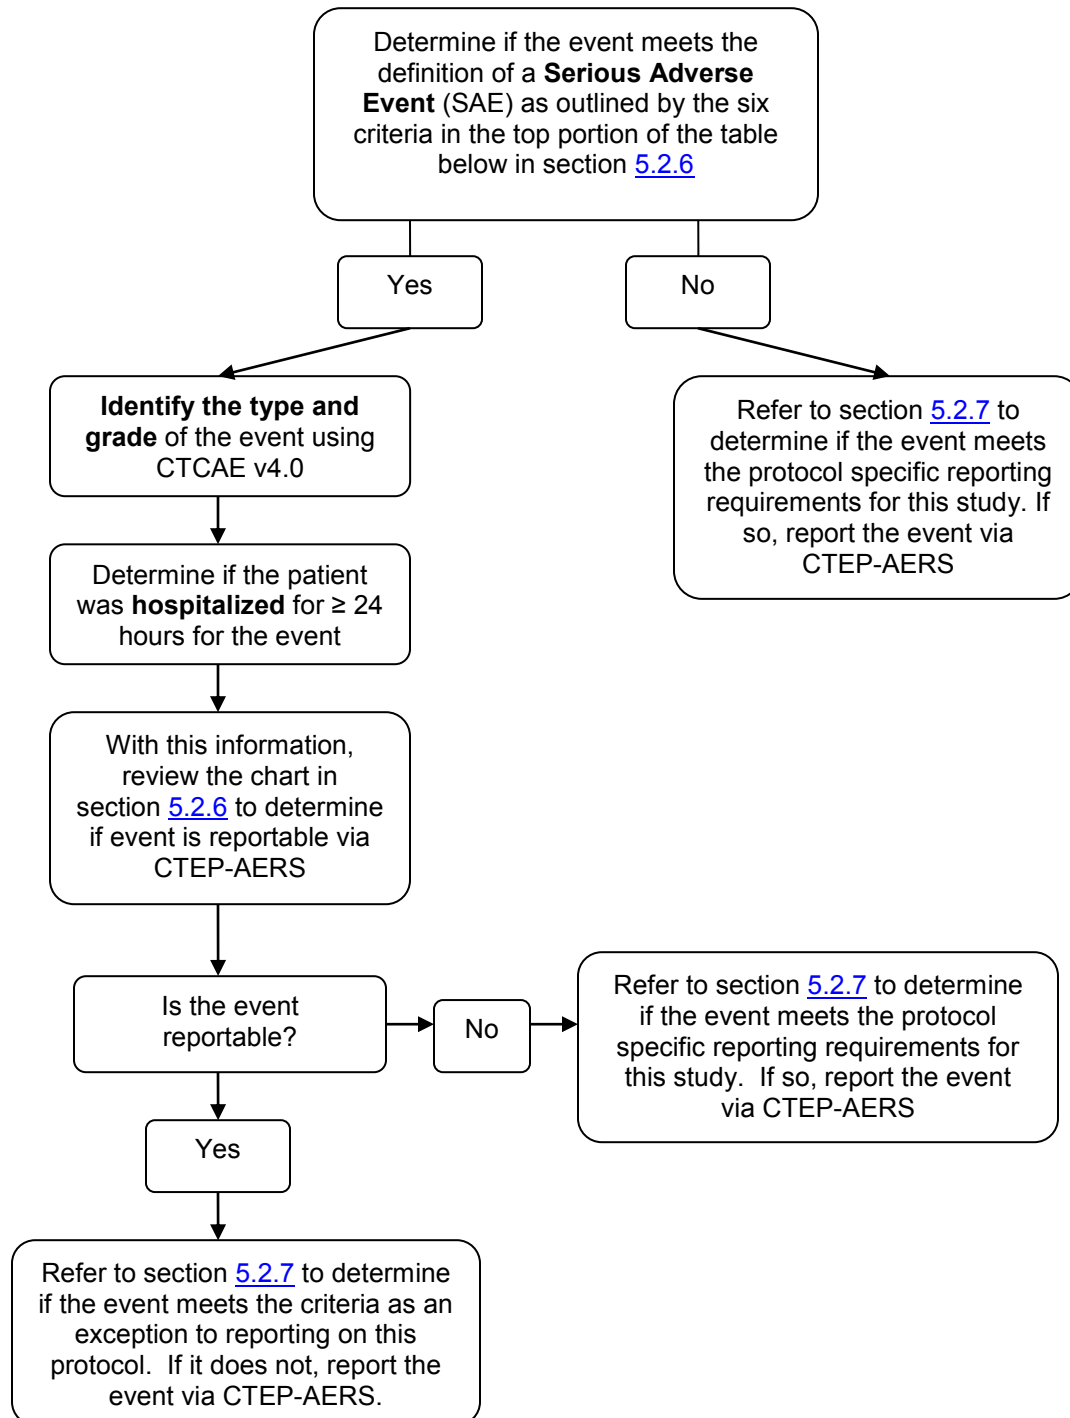 Determine if the event meets the
definition of a Serious Adverse
Event (SAE) as outlined by the six
criteria in the top portion of the table
below in section 5.2.6
Yes
No
Identify the type and
grade of the event using
CTCAE v4.0
Refer to section 5.2.7 to
determine if the event meets
the protocol specific reporting
requirements for this study. If
so, report the event via
CTEP-AERS
Determine if the patient
was hospitalized for ≥ 24
hours for the event
With this information,
review the chart in
section 5.2.6 to determine
if event is reportable via
CTEP-AERS
Is the event
reportable?
No
Refer to section 5.2.7 to determine
if the event meets the protocol
specific reporting requirements for
this study.  If so, report the event
via CTEP-AERS
Yes
Refer to section 5.2.7 to determine
if the event meets the criteria as an
exception to reporting on this
protocol.  If it does not, report the
event via CTEP-AERS.